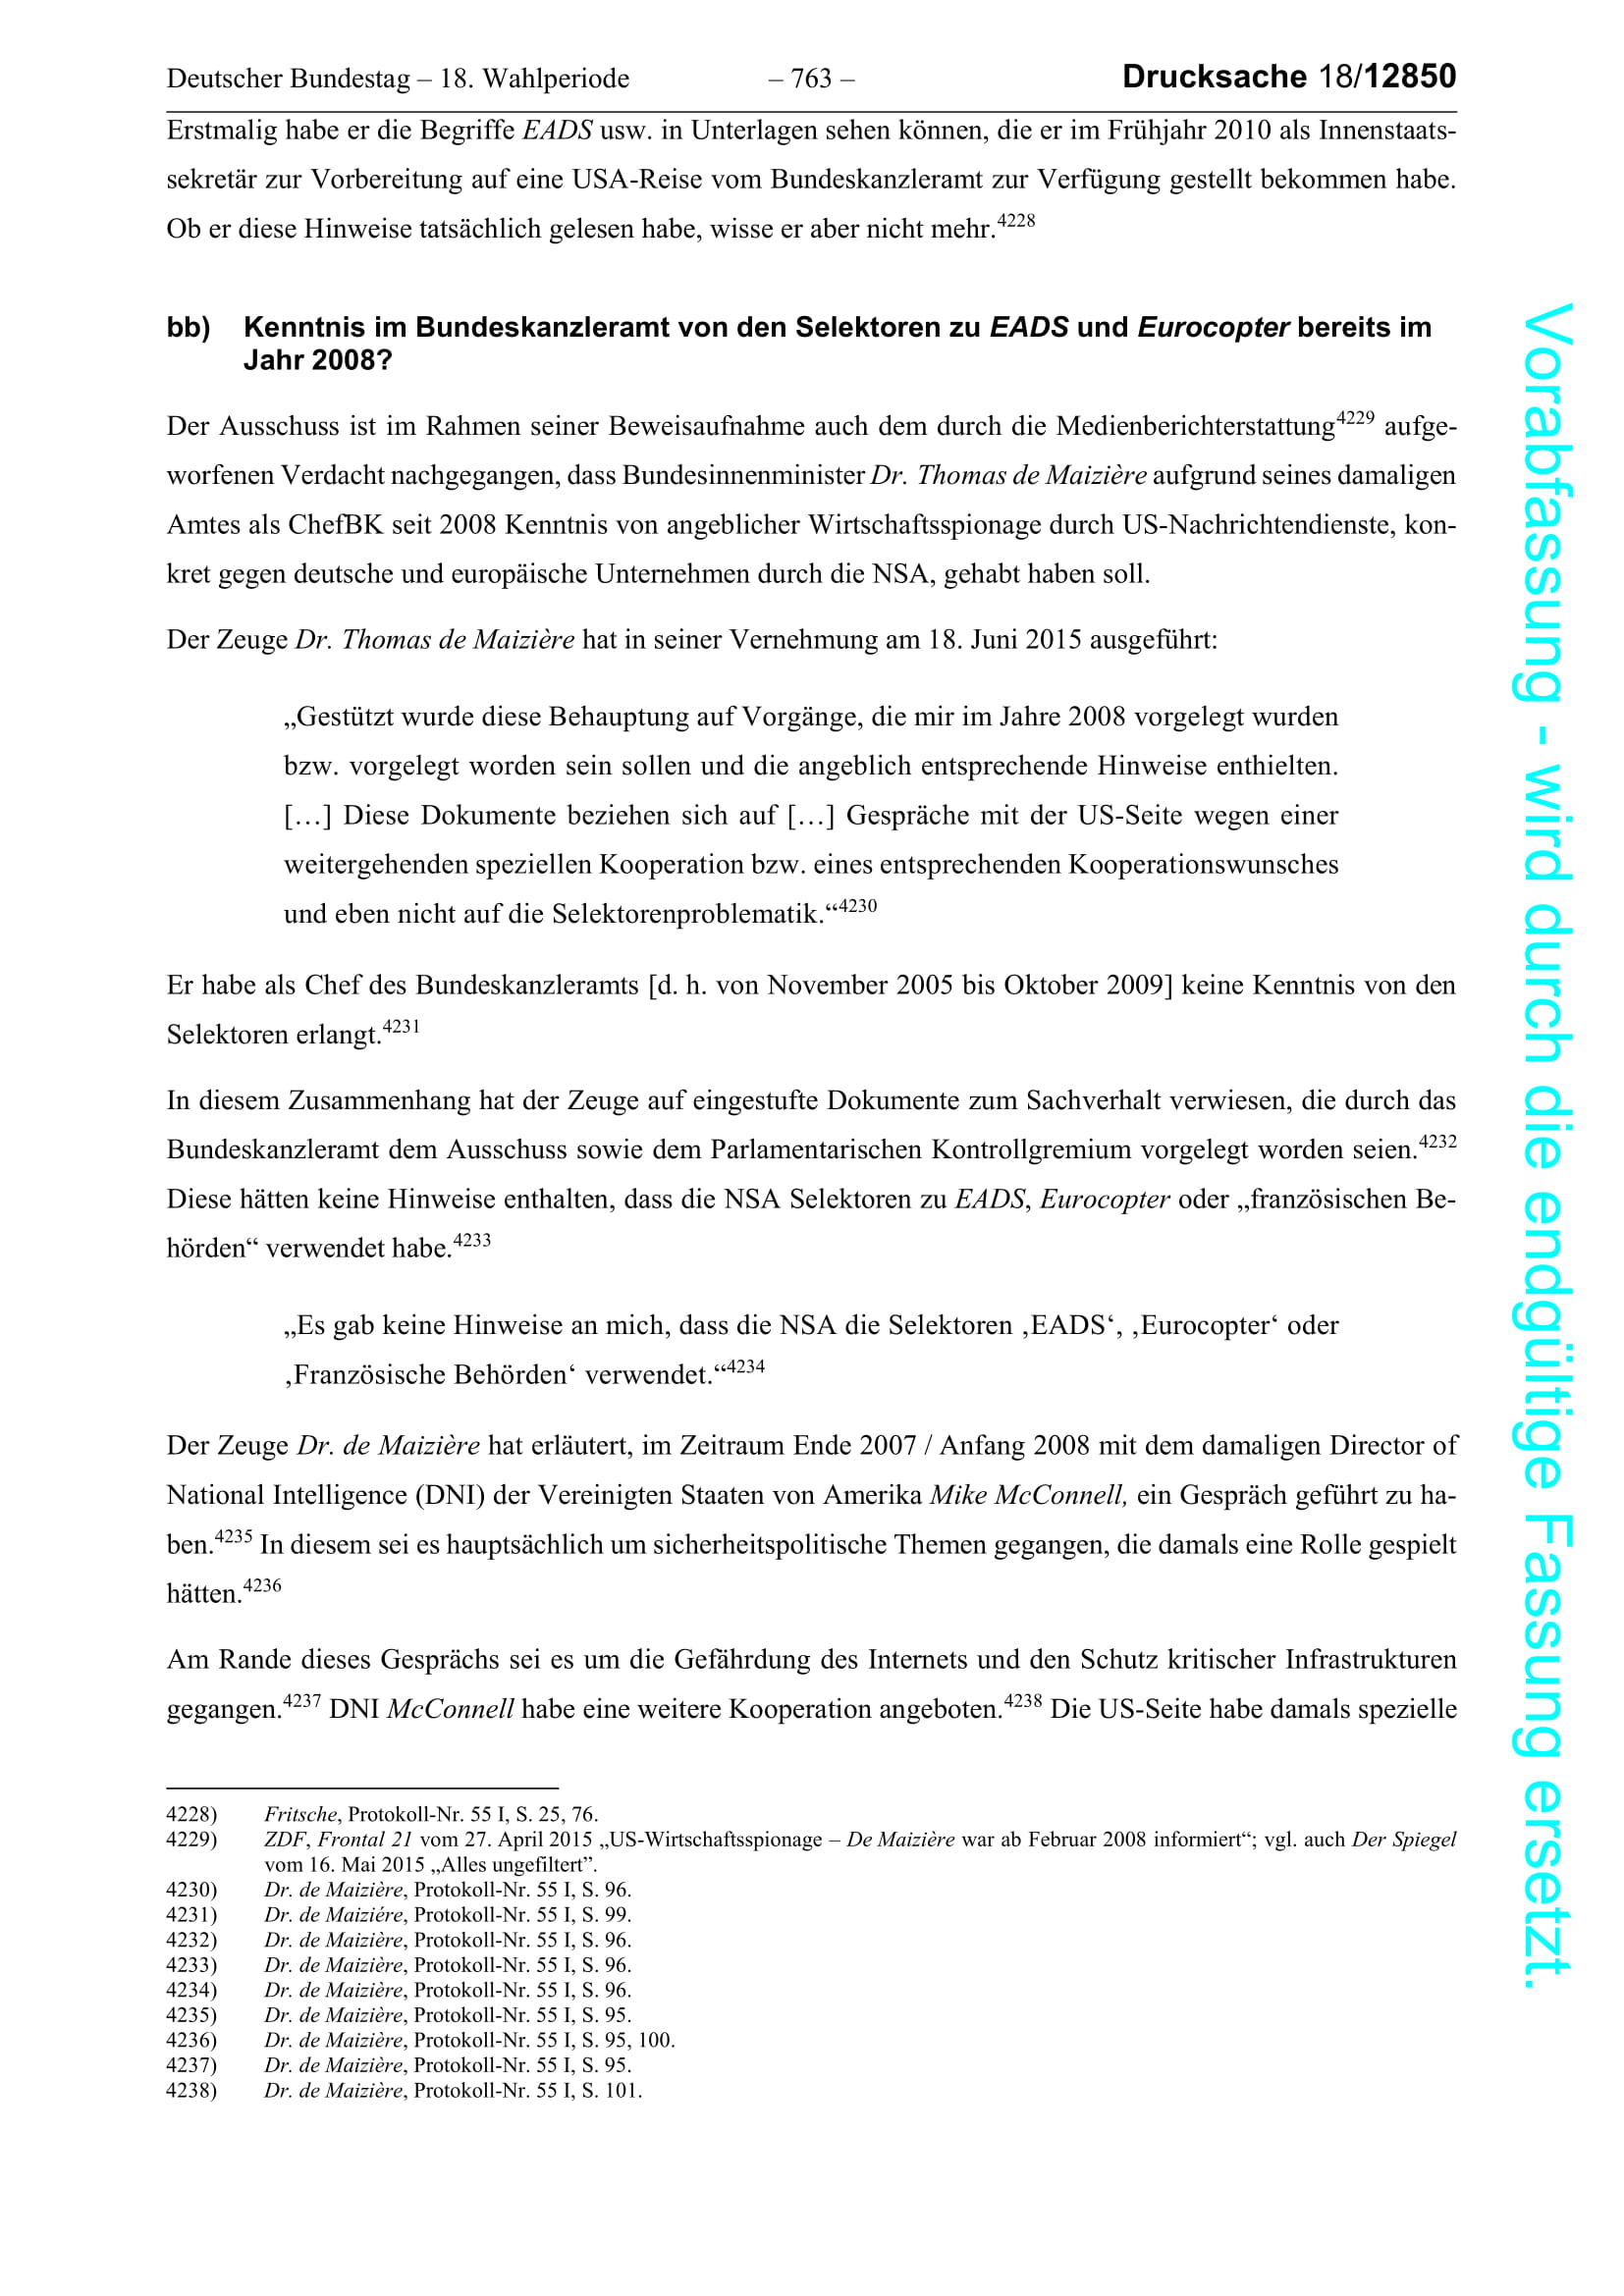 Deutscher Bundestag – 18. Wahlperiode – 763 – Drucksache 18/12850
Erstmalig habe er die Begriffe EADS usw. in Unterlagen sehen können, die er im Frühjahr 2010 als Innenstaats-
sekretär zur Vorbereitung auf eine USA-Reise vom Bundeskanzleramt zur Verfügung gestellt bekommen habe.
Ob er diese Hinweise tatsächlich gelesen habe, wisse er aber nicht mehr.4228
bb) Kenntnis im Bundeskanzleramt von den Selektoren zu EADS und Eurocopter bereits im
Jahr 2008?
Der Ausschuss ist im Rahmen seiner Beweisaufnahme auch dem durch die Medienberichterstattung4229 aufge-
worfenen Verdacht nachgegangen, dass Bundesinnenminister Dr. Thomas de Maizière aufgrund seines damaligen
Amtes als ChefBK seit 2008 Kenntnis von angeblicher Wirtschaftsspionage durch US-Nachrichtendienste, kon-
kret gegen deutsche und europäische Unternehmen durch die NSA, gehabt haben soll.
Der Zeuge Dr. Thomas de Maizière hat in seiner Vernehmung am 18. Juni 2015 ausgeführt:
„Gestützt wurde diese Behauptung auf Vorgänge, die mir im Jahre 2008 vorgelegt wurden
bzw. vorgelegt worden sein sollen und die angeblich entsprechende Hinweise enthielten.
[…] Diese Dokumente beziehen sich auf […] Gespräche mit der US-Seite wegen einer
weitergehenden speziellen Kooperation bzw. eines entsprechenden Kooperationswunsches
und eben nicht auf die Selektorenproblematik.“4230
Er habe als Chef des Bundeskanzleramts [d. h. von November 2005 bis Oktober 2009] keine Kenntnis von den
Selektoren erlangt.4231
In diesem Zusammenhang hat der Zeuge auf eingestufte Dokumente zum Sachverhalt verwiesen, die durch das
Bundeskanzleramt dem Ausschuss sowie dem Parlamentarischen Kontrollgremium vorgelegt worden seien.4232
Diese hätten keine Hinweise enthalten, dass die NSA Selektoren zu EADS, Eurocopter oder „französischen Be-
hörden“ verwendet habe.4233
„Es gab keine Hinweise an mich, dass die NSA die Selektoren ‚EADS‘, ‚Eurocopter‘ oder
‚Französische Behörden‘ verwendet.“4234
Der Zeuge Dr. de Maizière hat erläutert, im Zeitraum Ende 2007 / Anfang 2008 mit dem damaligen Director of
National Intelligence (DNI) der Vereinigten Staaten von Amerika Mike McConnell, ein Gespräch geführt zu ha-
ben.4235 In diesem sei es hauptsächlich um sicherheitspolitische Themen gegangen, die damals eine Rolle gespielt
hätten.4236
Am Rande dieses Gesprächs sei es um die Gefährdung des Internets und den Schutz kritischer Infrastrukturen
gegangen.4237 DNI McConnell habe eine weitere Kooperation angeboten.4238 Die US-Seite habe damals spezielle
4228) Fritsche, Protokoll-Nr. 55 I, S. 25, 76.
4229) ZDF, Frontal 21 vom 27. April 2015 „US-Wirtschaftsspionage – De Maizière war ab Februar 2008 informiert“; vgl. auch Der Spiegel
vom 16. Mai 2015 „Alles ungefiltert”.
4230) Dr. de Maizière, Protokoll-Nr. 55 I, S. 96.
4231) Dr. de Maiziére, Protokoll-Nr. 55 I, S. 99.
4232) Dr. de Maizière, Protokoll-Nr. 55 I, S. 96.
4233) Dr. de Maizière, Protokoll-Nr. 55 I, S. 96.
4234) Dr. de Maizière, Protokoll-Nr. 55 I, S. 96.
4235) Dr. de Maizière, Protokoll-Nr. 55 I, S. 95.
4236) Dr. de Maizière, Protokoll-Nr. 55 I, S. 95, 100.
4237) Dr. de Maizière, Protokoll-Nr. 55 I, S. 95.
4238) Dr. de Maizière, Protokoll-Nr. 55 I, S. 101.
Vorabfassung - wird durch die endgültige Fassung ersetzt.